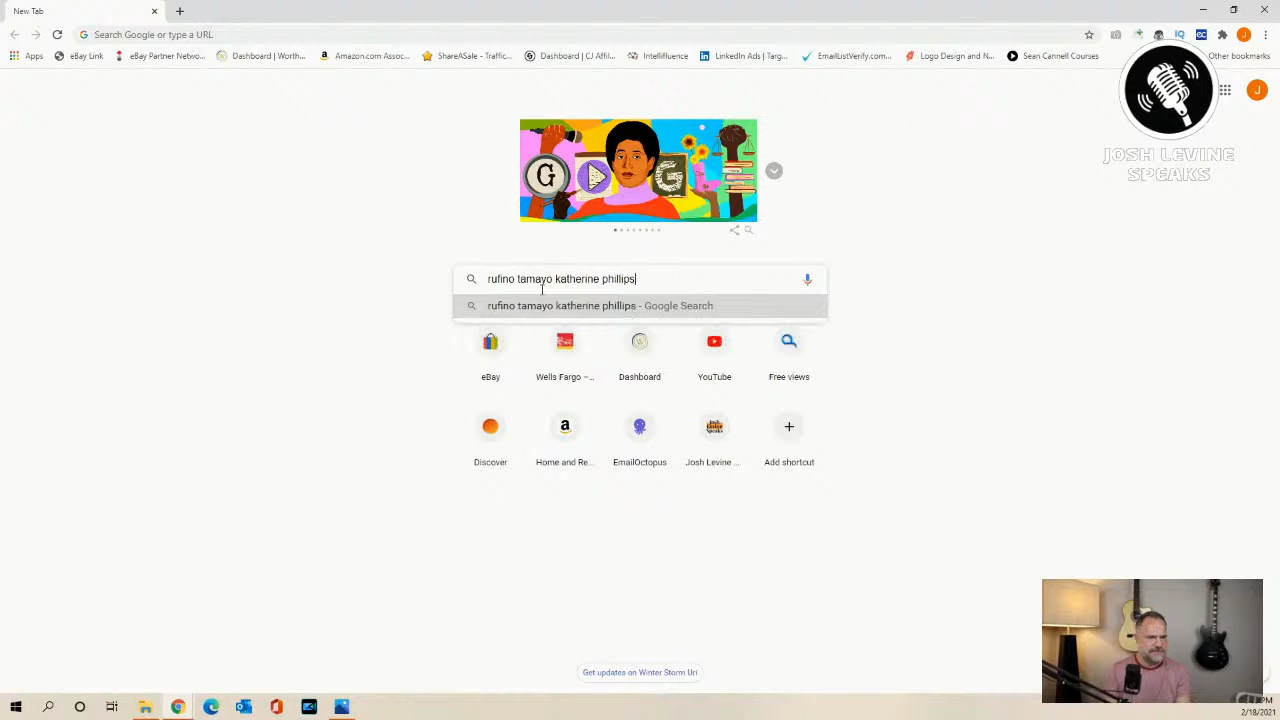 New Tab
Search Google or type a URL
Apps eBay Link eBay Partner Netwo... Dashboard | Worth... Amazon.com Assoc... ShareASale - Traffic... Dashboard | CJ Affil... Intellifluence LinkedIn Ads | Targ... EmailListVerify.com... Logo Design and N... Sean Cannell Courses Other bookmarks
J
JOSH LEVINE
SPEAKS
G G
rufino tamayo katherine phillips
rufino tamayo katherine phillips - Google Search
eBay Wells Fargo –... Dashboard YouTube Free views
Discover Home and Re... EmailOctopus Josh Levine ... Add shortcut
Get updates on Winter Storm Uri
2/18/2021